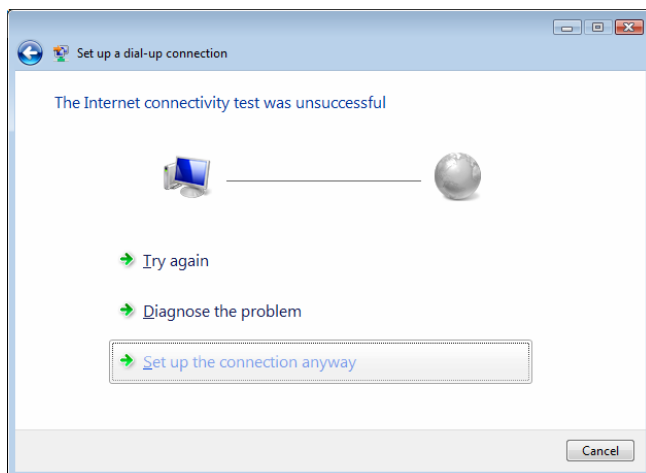 Set up a dial-up connection
The Internet connectivity test was unsuccessful
Try again
Diagnose the problem
Set up the connection anyway
Cancel